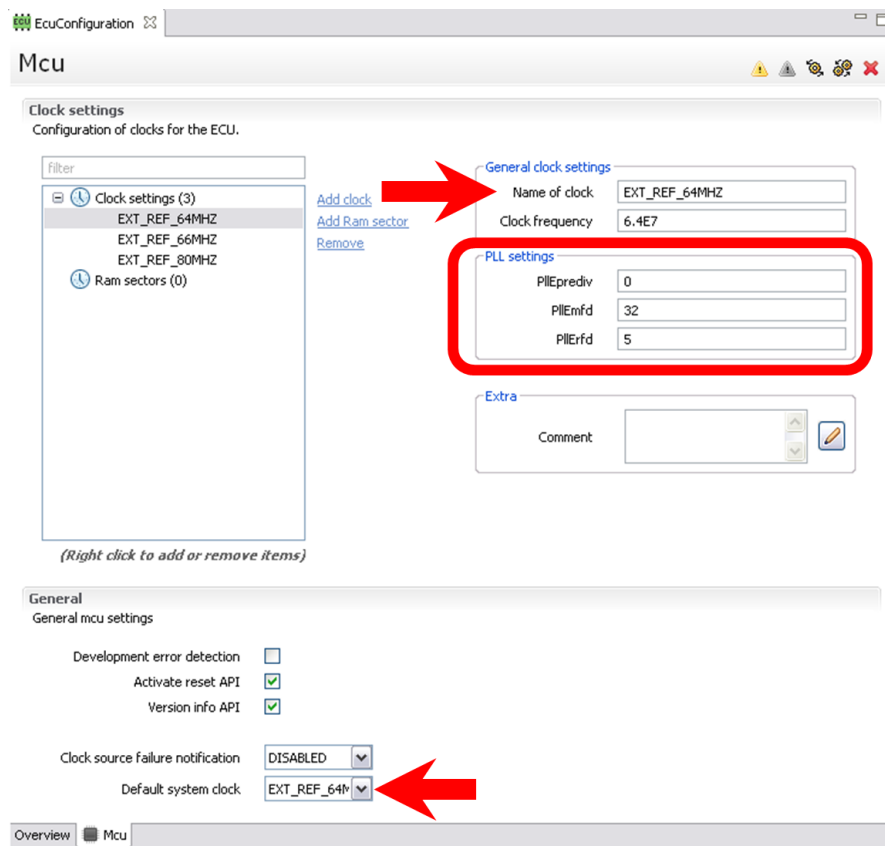 ECU EcuConfiguration
Mcu
Clock settings
Configuration of clocks for the ECU.
filter
Clock settings (3)
EXT_REF_64MHZ
EXT_REF_66MHZ
EXT_REF_80MHZ
Ram sectors (0)
Add clock
Add Ram sector
Remove
(Right click to add or remove items)
General clock settings
Name of clock EXT_REF_64MHZ
Clock frequency 6.4E7
PLL settings
PllEprediv 0
PllEmfd 32
PllErfd 5
Extra
Comment
General
General mcu settings
Development error detection
Activate reset API
Version info API
Clock source failure notification DISABLED
Default system clock EXT_REF_64M
Overview Mcu